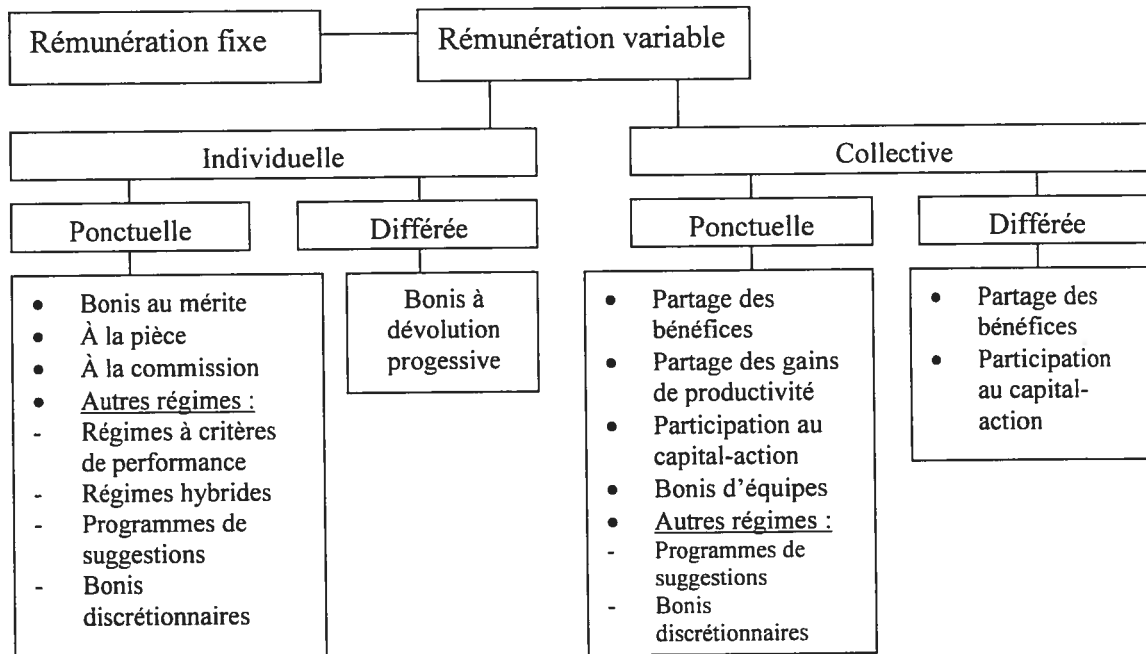 Rémunération fixe
Rémunération variable
Individuelle
Collective
Ponctuelle
Différée
Ponctuelle
Différée
• Bonis au mérite
• À la pièce
• À la commission
• Autres régimes :
- Régimes à critères
de performance
- Régimes hybrides
- Programmes de
suggestions
- Bonis
discrétionnaires
Bonis à
dévolution
progessive
• Partage des
bénéfices
• Partage des gains
de productivité
• Participation au
capital-action
• Bonis d'équipes
• Autres régimes :
- Programmes de
suggestions
- Bonis
discrétionnaires
• Partage des
bénéfices
• Participation
au capital-
action